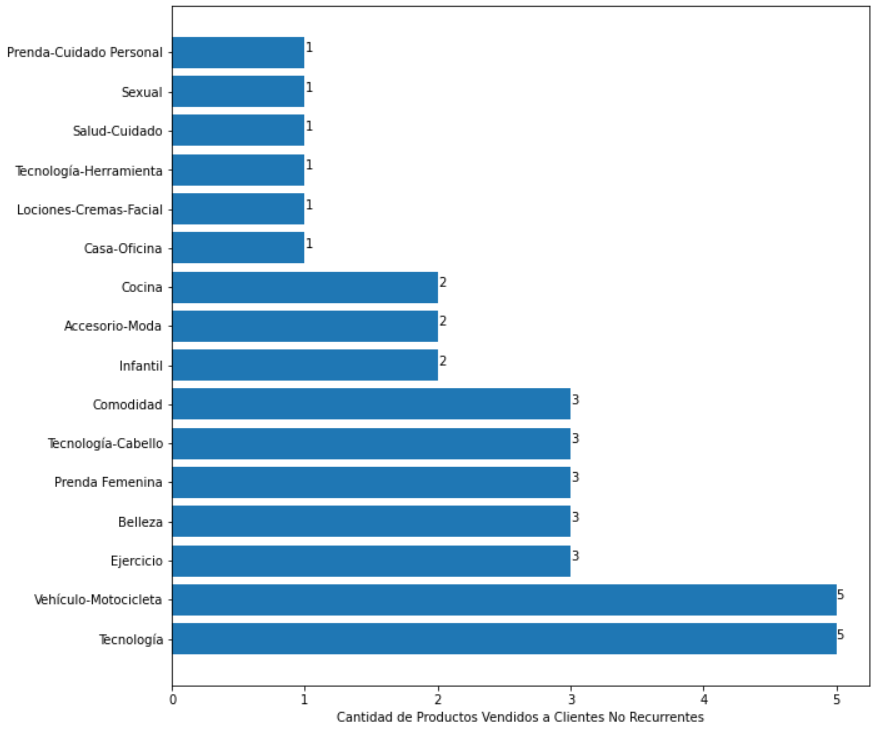 Prenda-Cuidado Personal 1
Sexual 1
Salud-Cuidado 1
Tecnología-Herramienta 1
Lociones-Cremas-Facial 1
Casa-Oficina 1
Cocina 2
Accesorio-Moda 2
Infantil 2
Comodidad 3
Tecnología-Cabello 3
Prenda Femenina 3
Belleza 3
Ejercicio 3
Vehículo-Motocicleta 5
Tecnología 5
0 1 2 3 4 5
Cantidad de Productos Vendidos a Clientes No Recurrentes